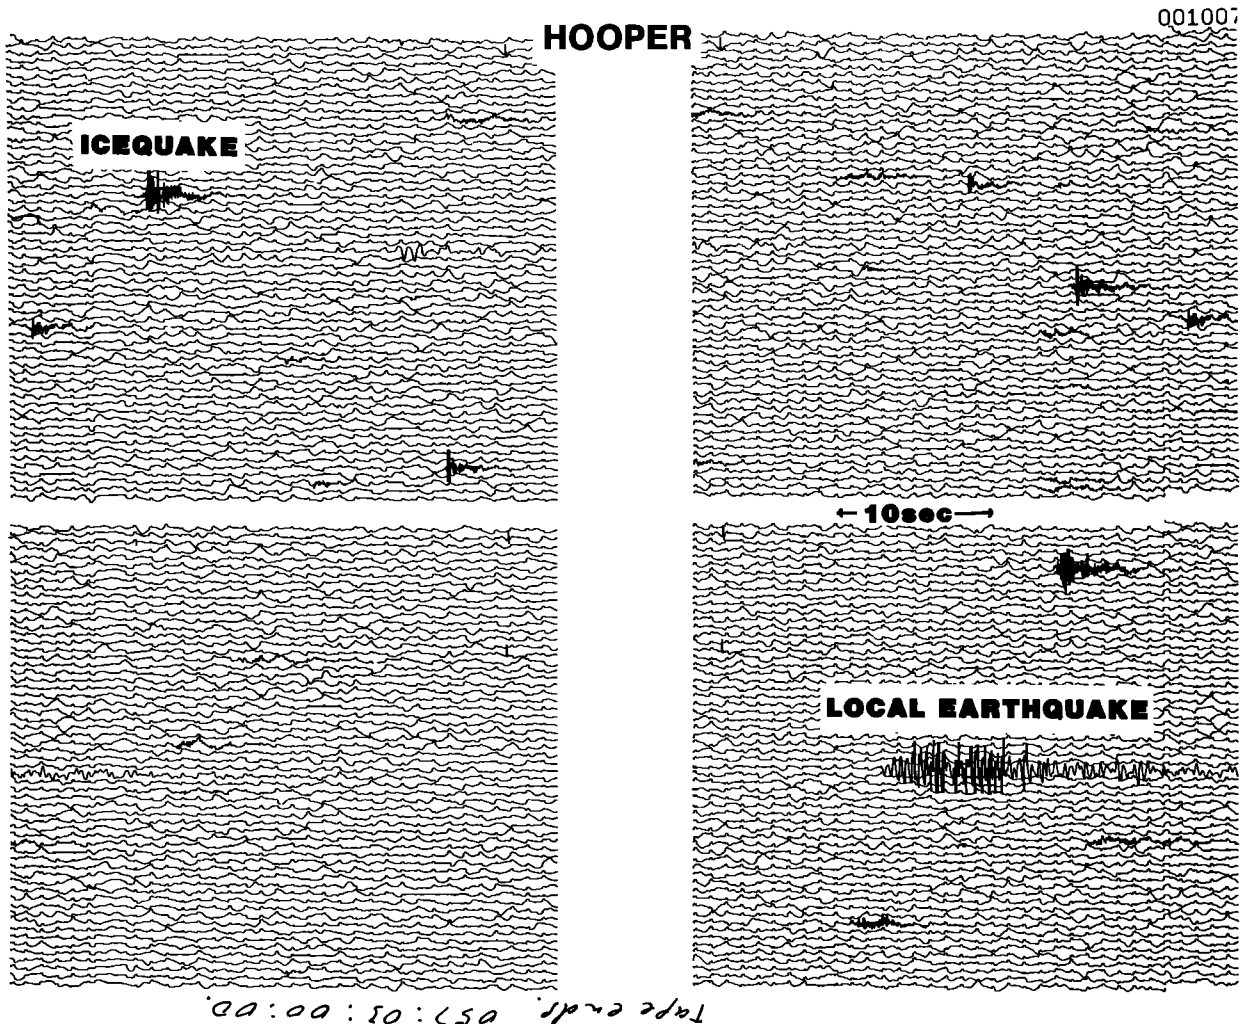 001007
HOOPER
ICEQUAKE
10sec
LOCAL EARTHQUAKE
Tape ends. 057:03:00:00.